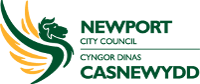 NEWPORT
CITY COUNCIL
CYNGOR DINAS
CASNEWYDD